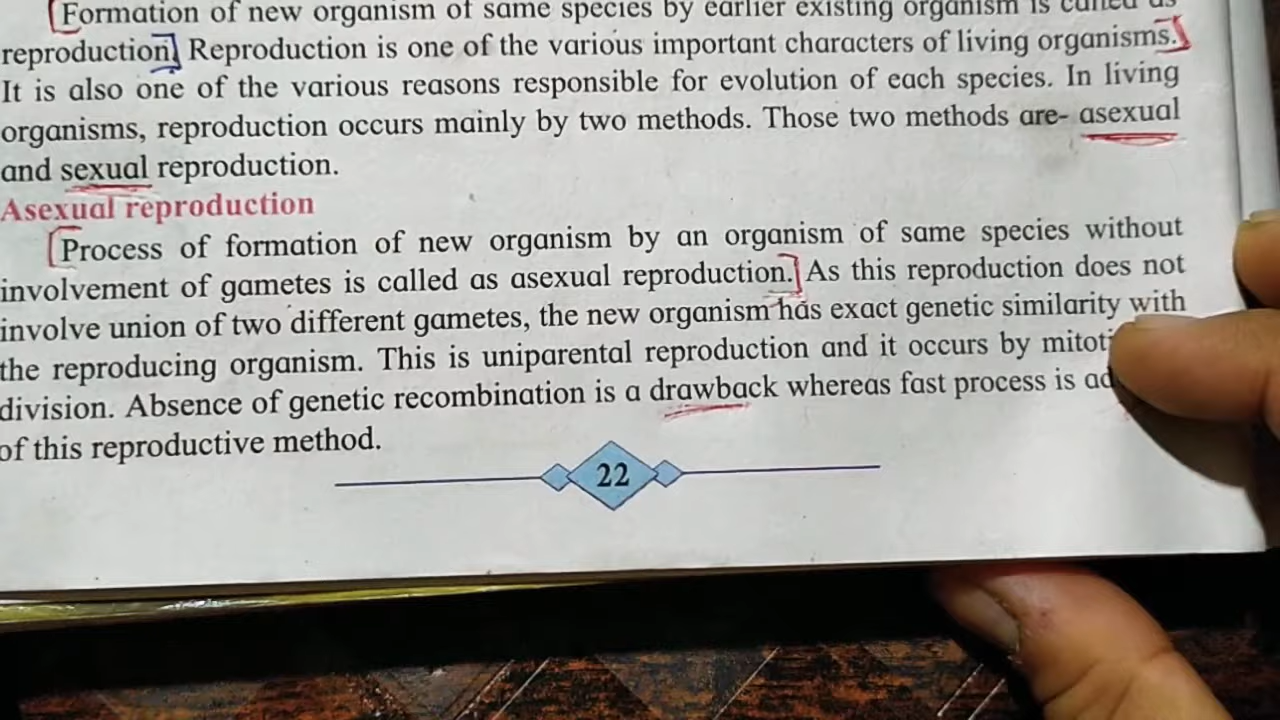 Formation of new organism of same species by earlier existing organism is called as
reproduction. Reproduction is one of the various important characters of living organisms.
It is also one of the various reasons responsible for evolution of each species. In living
organisms, reproduction occurs mainly by two methods. Those two methods are- asexual
and sexual reproduction.
Asexual reproduction
Process of formation of new organism by an organism of same species without
involvement of gametes is called as asexual reproduction. As this reproduction does not
involve union of two different gametes, the new organism has exact genetic similarity with
the reproducing organism. This is uniparental reproduction and it occurs by
division. Absence of genetic recombination is a drawback whereas fast process is
of this reproductive method.
22